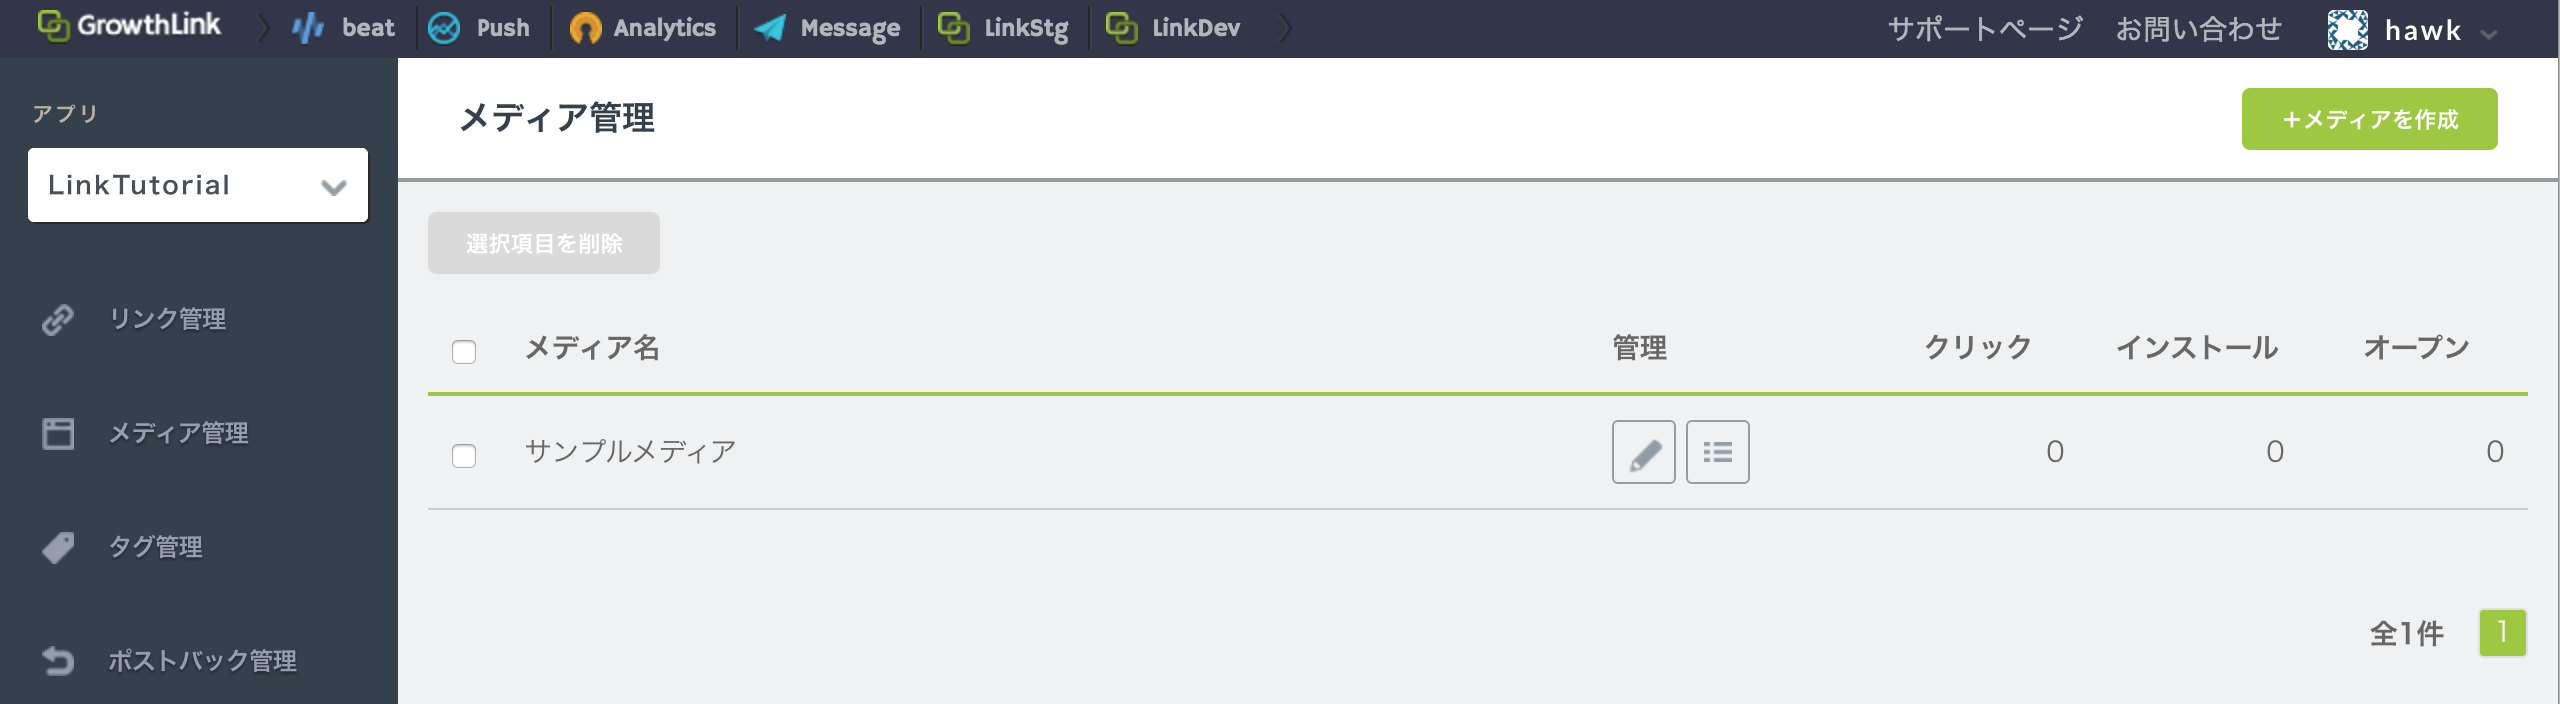 GrowthLink beat Push Analytics Message LinkStg LinkDev サポートページ お問い合わせ hawk
アプリ
LinkTutorial
リンク管理
メディア管理
タグ管理
ポストバック管理
メディア管理
+メディアを作成
選択項目を削除
メディア名 管理 クリック インストール オープン
サンプルメディア 0 0 0
全1件 1